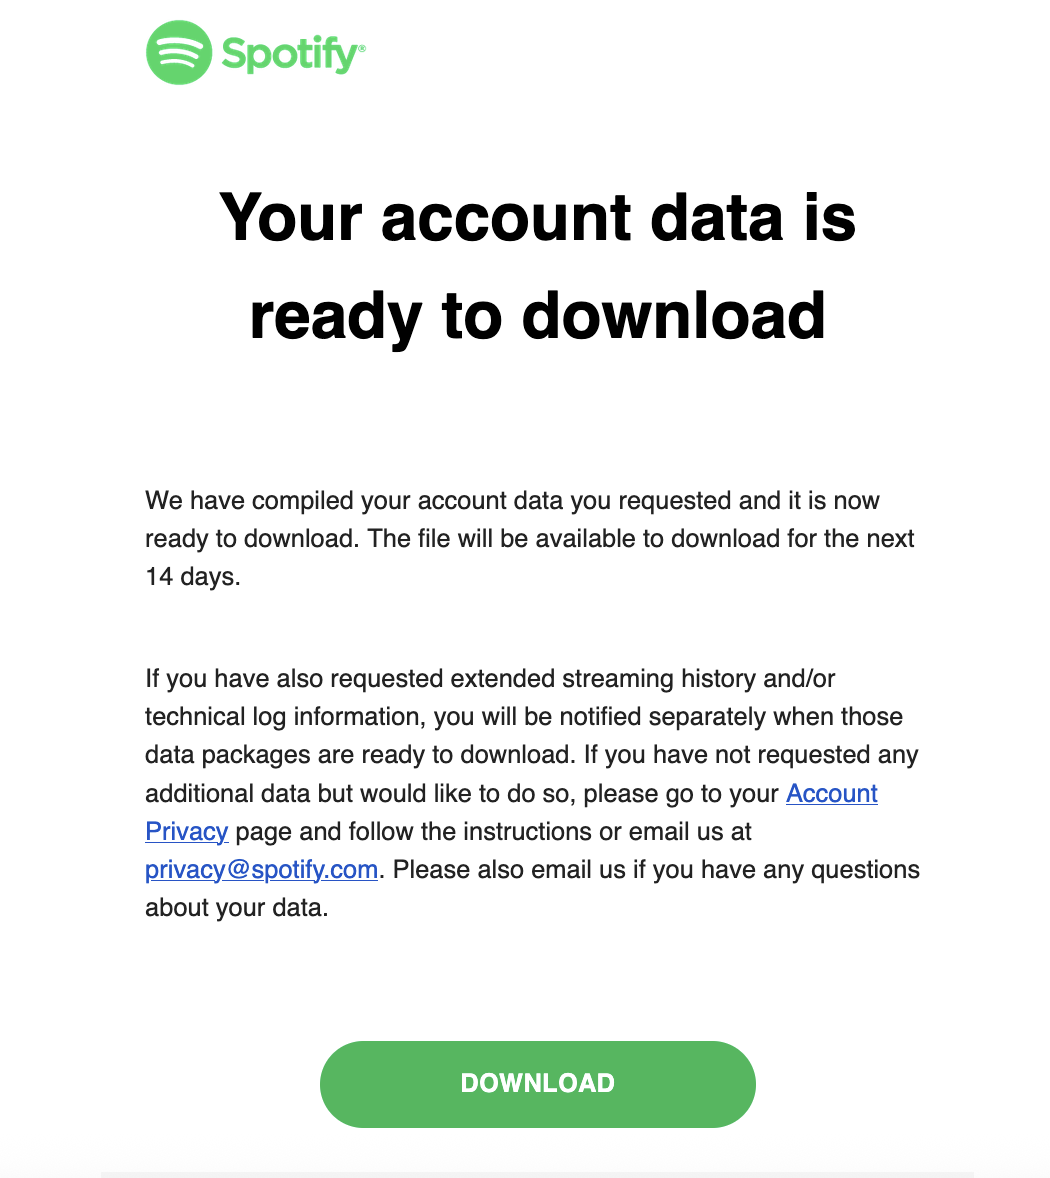 Spotify®
Your account data is
ready to download
We have compiled your account data you requested and it is now
ready to download. The file will be available to download for the next
14 days.
If you have also requested extended streaming history and/or
technical log information, you will be notified separately when those
data packages are ready to download. If you have not requested any
additional data but would like to do so, please go to your Account
Privacy page and follow the instructions or email us at
privacy@spotify.com. Please also email us if you have any questions
about your data.
DOWNLOAD